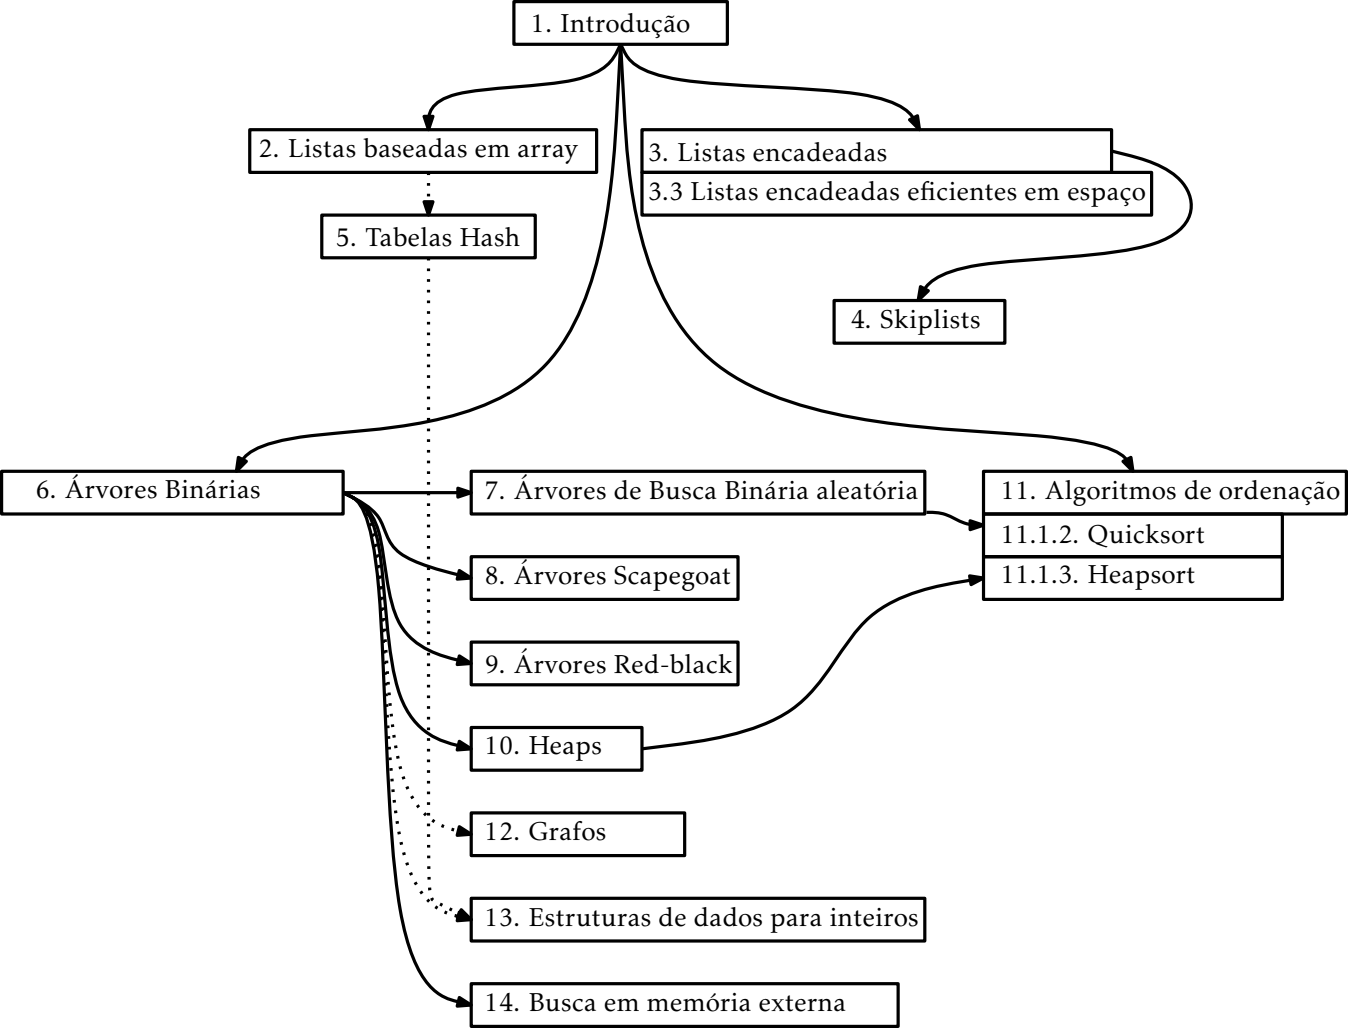 1. Introdução
2. Listas baseadas em array
3. Listas encadeadas
3.3 Listas encadeadas eficientes em espaço
5. Tabelas Hash
4. Skiplists
6. Árvores Binárias
7. Árvores de Busca Binária aleatória
11. Algoritmos de ordenação
11.1.2. Quicksort
11.1.3. Heapsort
8. Árvores Scapegoat
9. Árvores Red-black
10. Heaps
12. Grafos
13. Estruturas de dados para inteiros
14. Busca em memória externa